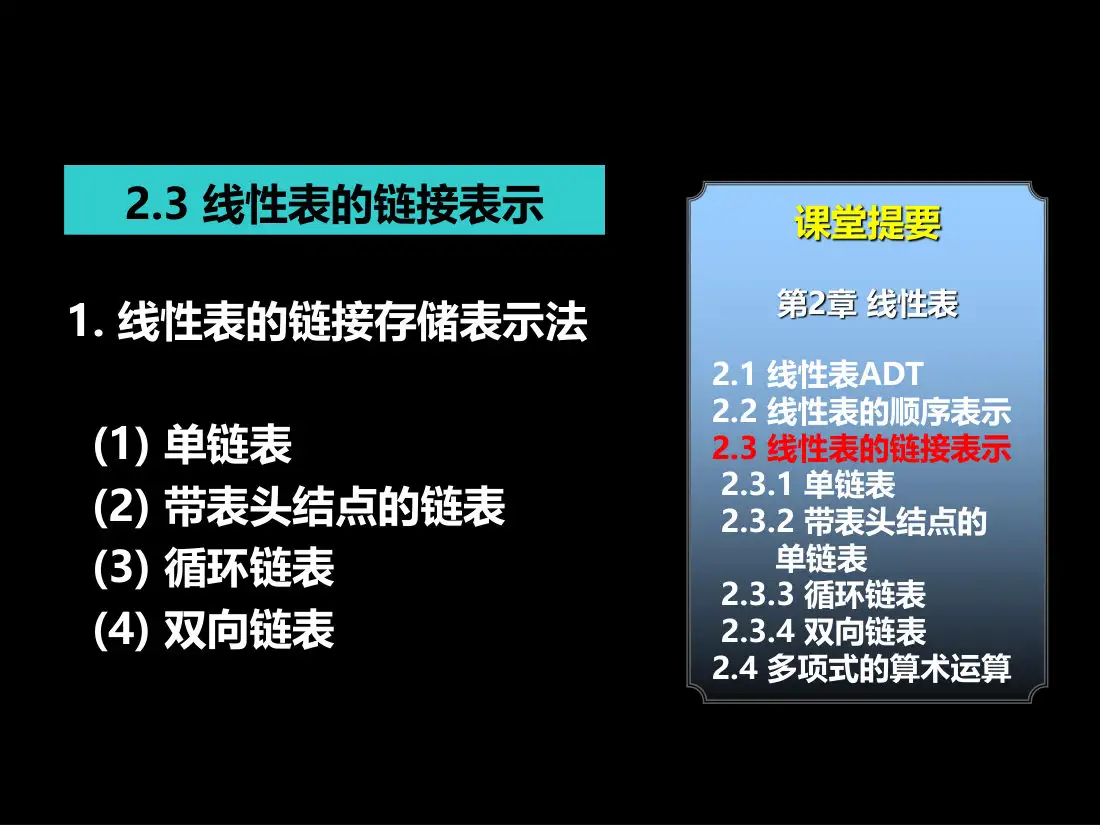 2.3 线性表的链接表示
1. 线性表的链接存储表示法
(1) 单链表
(2) 带表头结点的链表
(3) 循环链表
(4) 双向链表
课堂提要
第2章 线性表
2.1 线性表ADT
2.2 线性表的顺序表示
2.3 线性表的链接表示
2.3.1 单链表
2.3.2 带表头结点的
单链表
2.3.3 循环链表
2.3.4 双向链表
2.4 多项式的算术运算